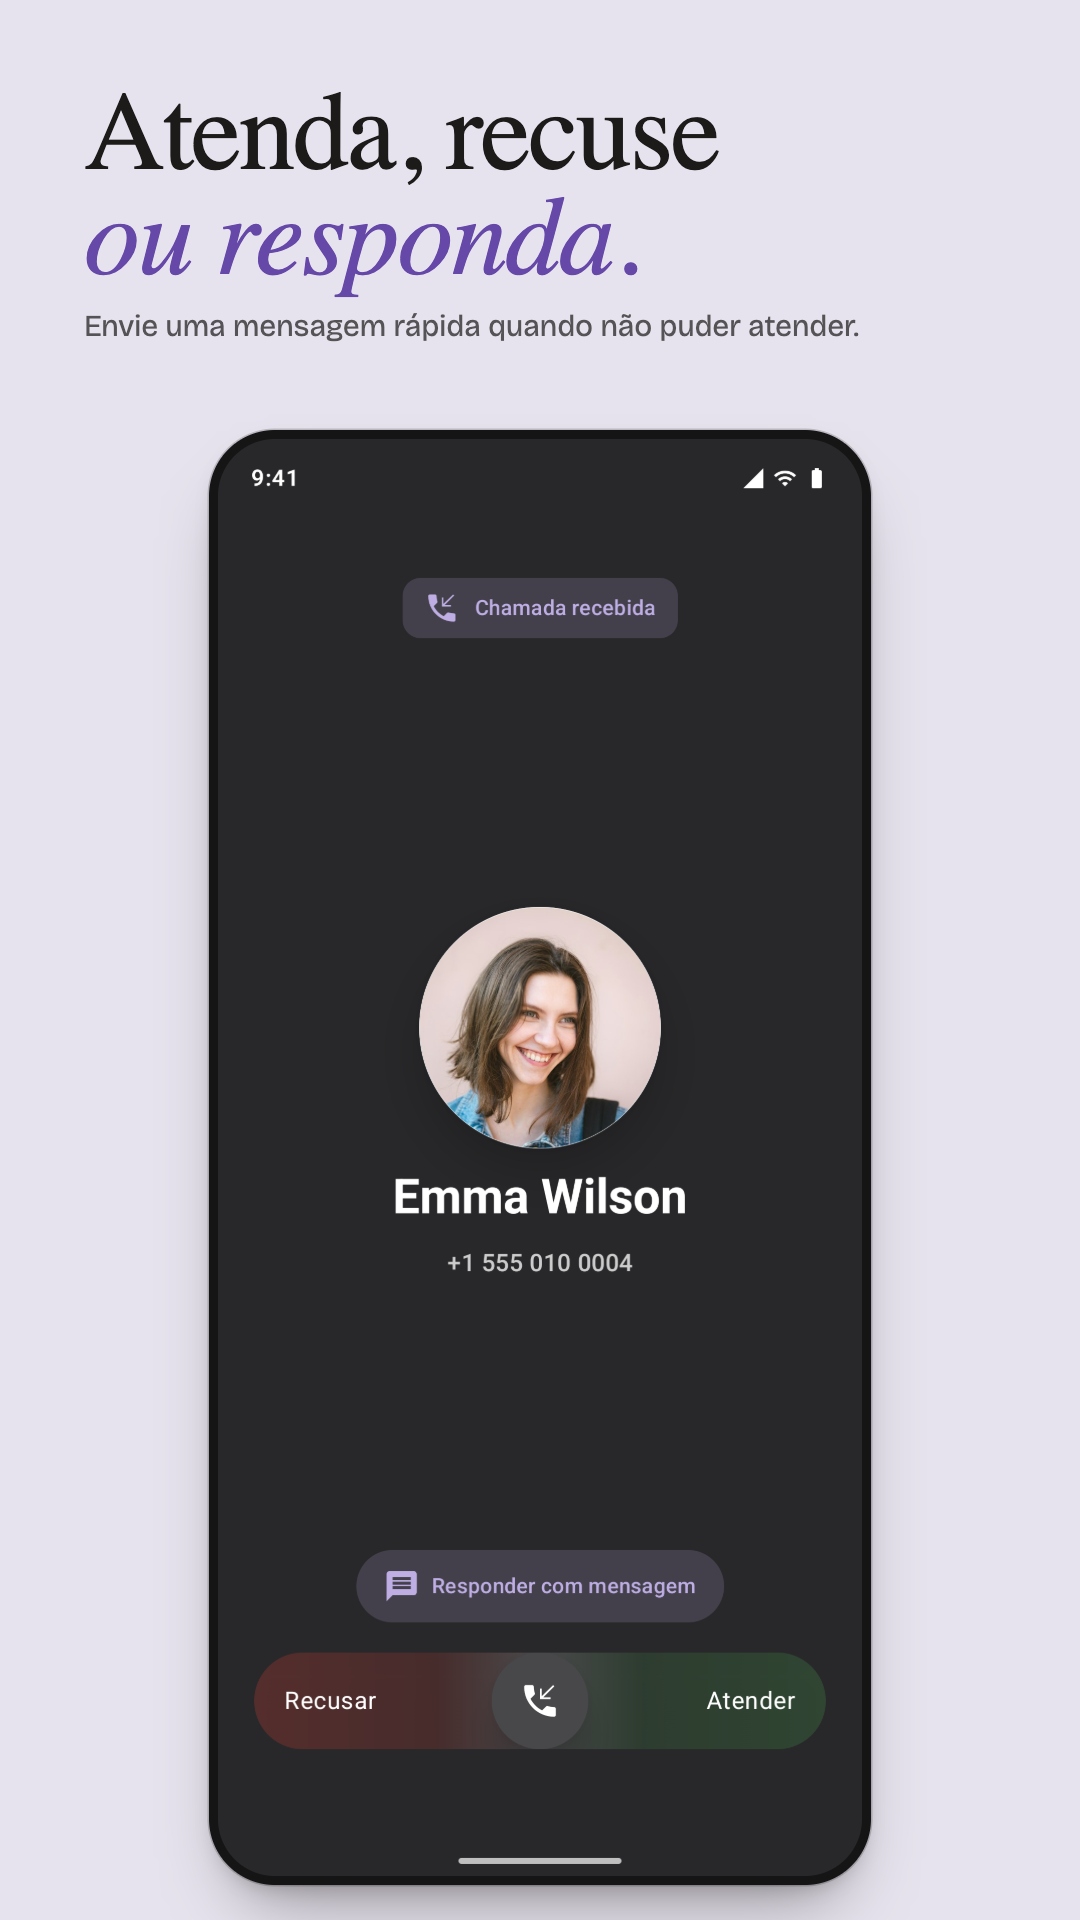 Atenda, recuse
ou responda.
Envie uma mensagem rápida quando não puder atender.
9:41
Chamada recebida
Emma Wilson
+1 555 010 0004
Responder com mensagem
Recusar
Atender